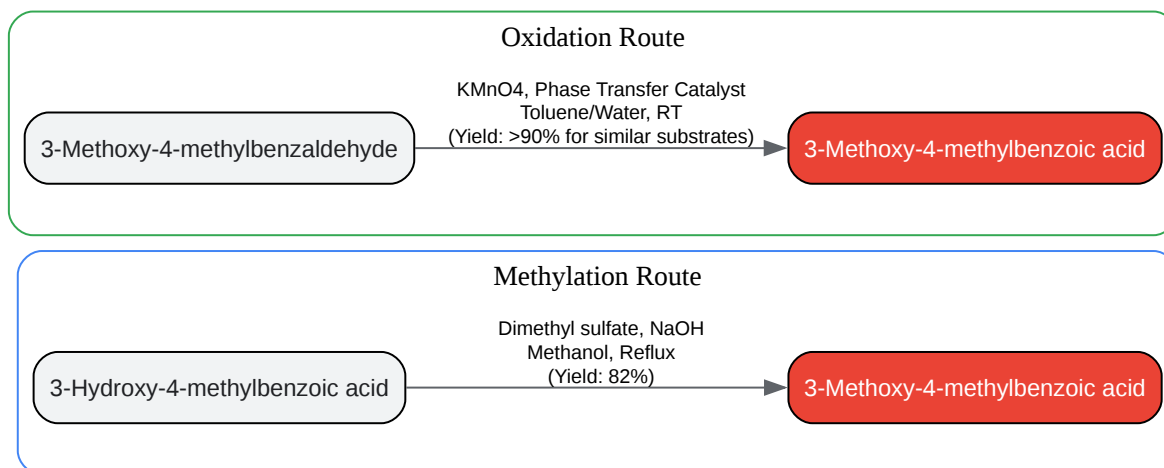 Oxidation Route
KMnO4, Phase Transfer Catalyst
Toluene/Water, RT
(Yield: >90% for similar substrates)
3-Methoxy-4-methylbenzaldehyde
3-Methoxy-4-methylbenzoic acid
Methylation Route
Dimethyl sulfate, NaOH
Methanol, Reflux
(Yield: 82%)
3-Hydroxy-4-methylbenzoic acid
3-Methoxy-4-methylbenzoic acid